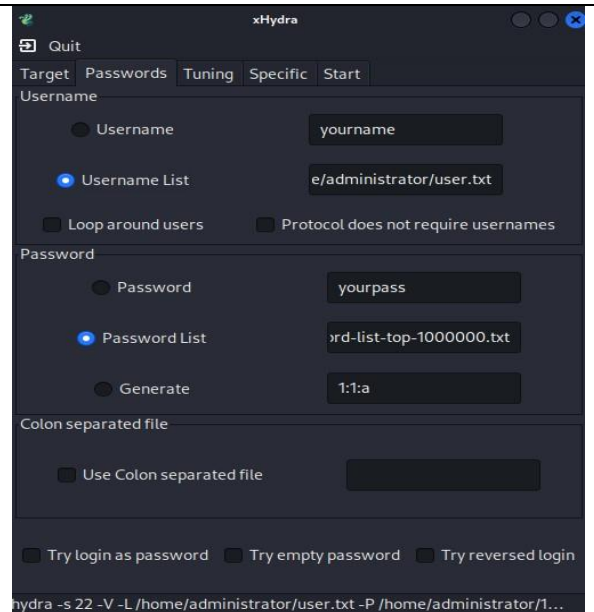 xHydra
Quit
Target Passwords Tuning Specific Start
Username
Username yourname
Username List e/administrator/user.txt
Loop around users Protocol does not require usernames
Password
Password yourpass
Password List ord-list-top-1000000.txt
Generate 1:1:a
Colon separated file
Use Colon separated file
Try login as password Try empty password Try reversed login
hydra -s 22 -V -L /home/administrator/user.txt -P /home/administrator/1...